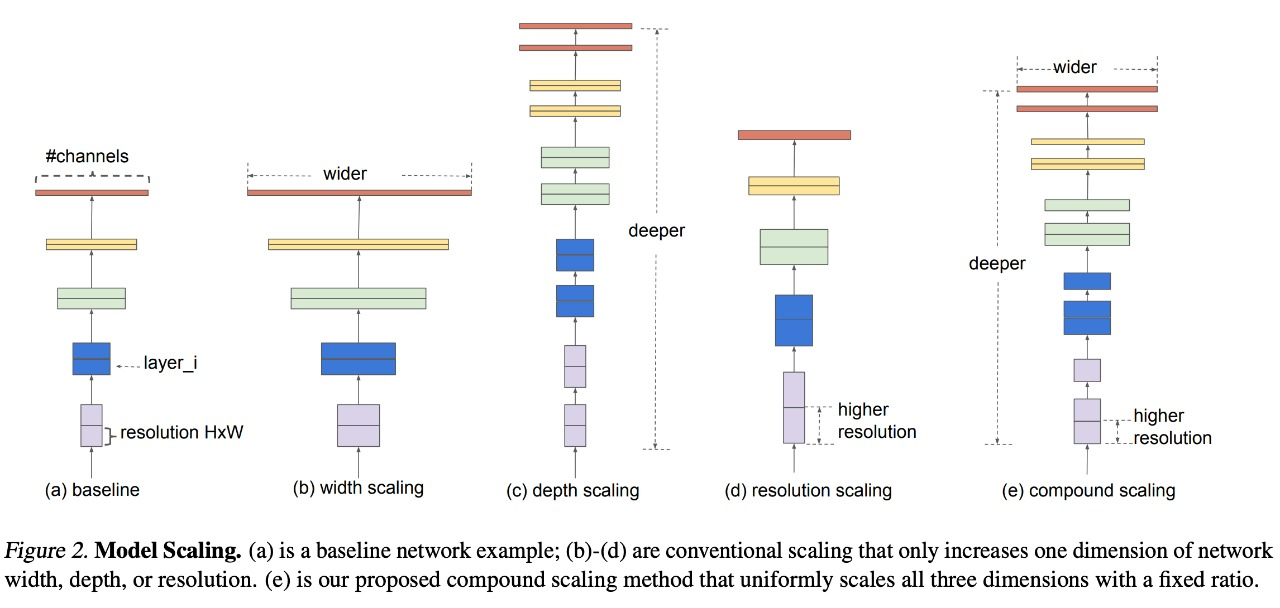 #channels
layer_i
resolution HxW
(a) baseline
wider
(b) width scaling
deeper
(c) depth scaling
higher
resolution
(d) resolution scaling
wider
deeper
higher
resolution
(e) compound scaling
Figure 2. Model Scaling. (a) is a baseline network example; (b)-(d) are conventional scaling that only increases one dimension of network
width, depth, or resolution. (e) is our proposed compound scaling method that uniformly scales all three dimensions with a fixed ratio.